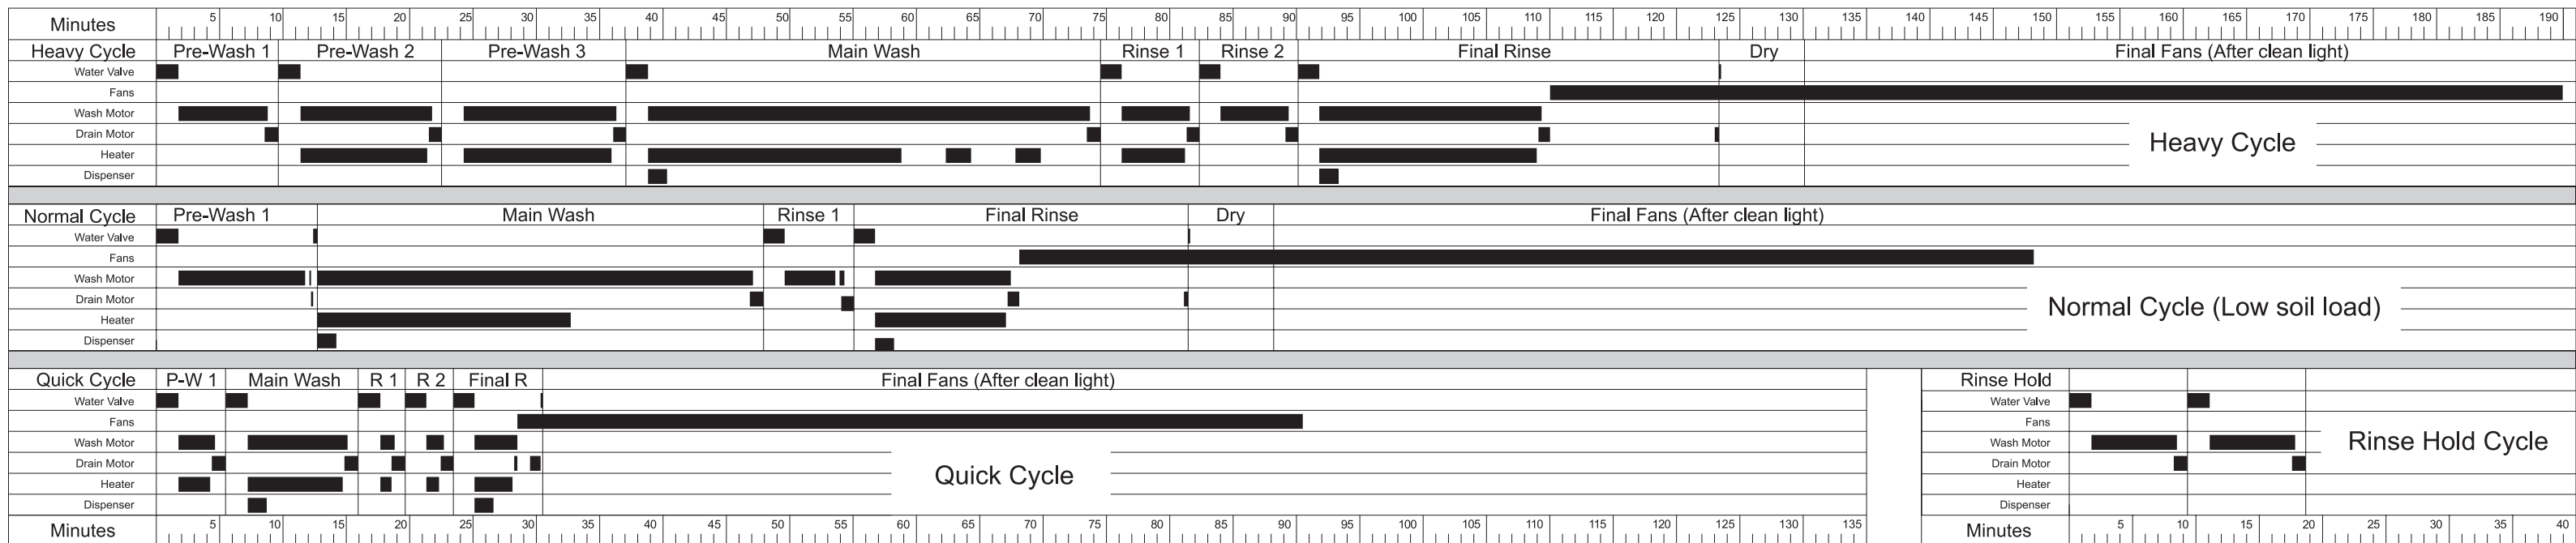 Minutes 5 10 15 20 25 30 35 40 45 50 55 60 65 70 75 80 85 90 95 100 105 110 115 120 125 130 135 140 145 150 155 160 165 170 175 180 185 190
Heavy Cycle Pre-Wash 1 Pre-Wash 2 Pre-Wash 3 Main Wash Rinse 1 Rinse 2 Final Rinse Dry Final Fans (After clean light)
Water Valve
Fans
Wash Motor
Drain Motor
Heater
Dispenser
Heavy Cycle
Normal Cycle Pre-Wash 1 Main Wash Rinse 1 Final Rinse Dry Final Fans (After clean light)
Water Valve
Fans
Wash Motor
Drain Motor
Heater
Dispenser
Normal Cycle (Low soil load)
Quick Cycle P-W 1 Main Wash R 1 R 2 Final R Final Fans (After clean light)
Water Valve
Fans
Wash Motor
Drain Motor
Heater
Dispenser
Quick Cycle
Minutes 5 10 15 20 25 30 35 40 45 50 55 60 65 70 75 80 85 90 95 100 105 110 115 120 125 130 135
Rinse Hold
Water Valve
Fans
Wash Motor
Drain Motor
Heater
Dispenser
Rinse Hold Cycle
Minutes 5 10 15 20 25 30 35 40